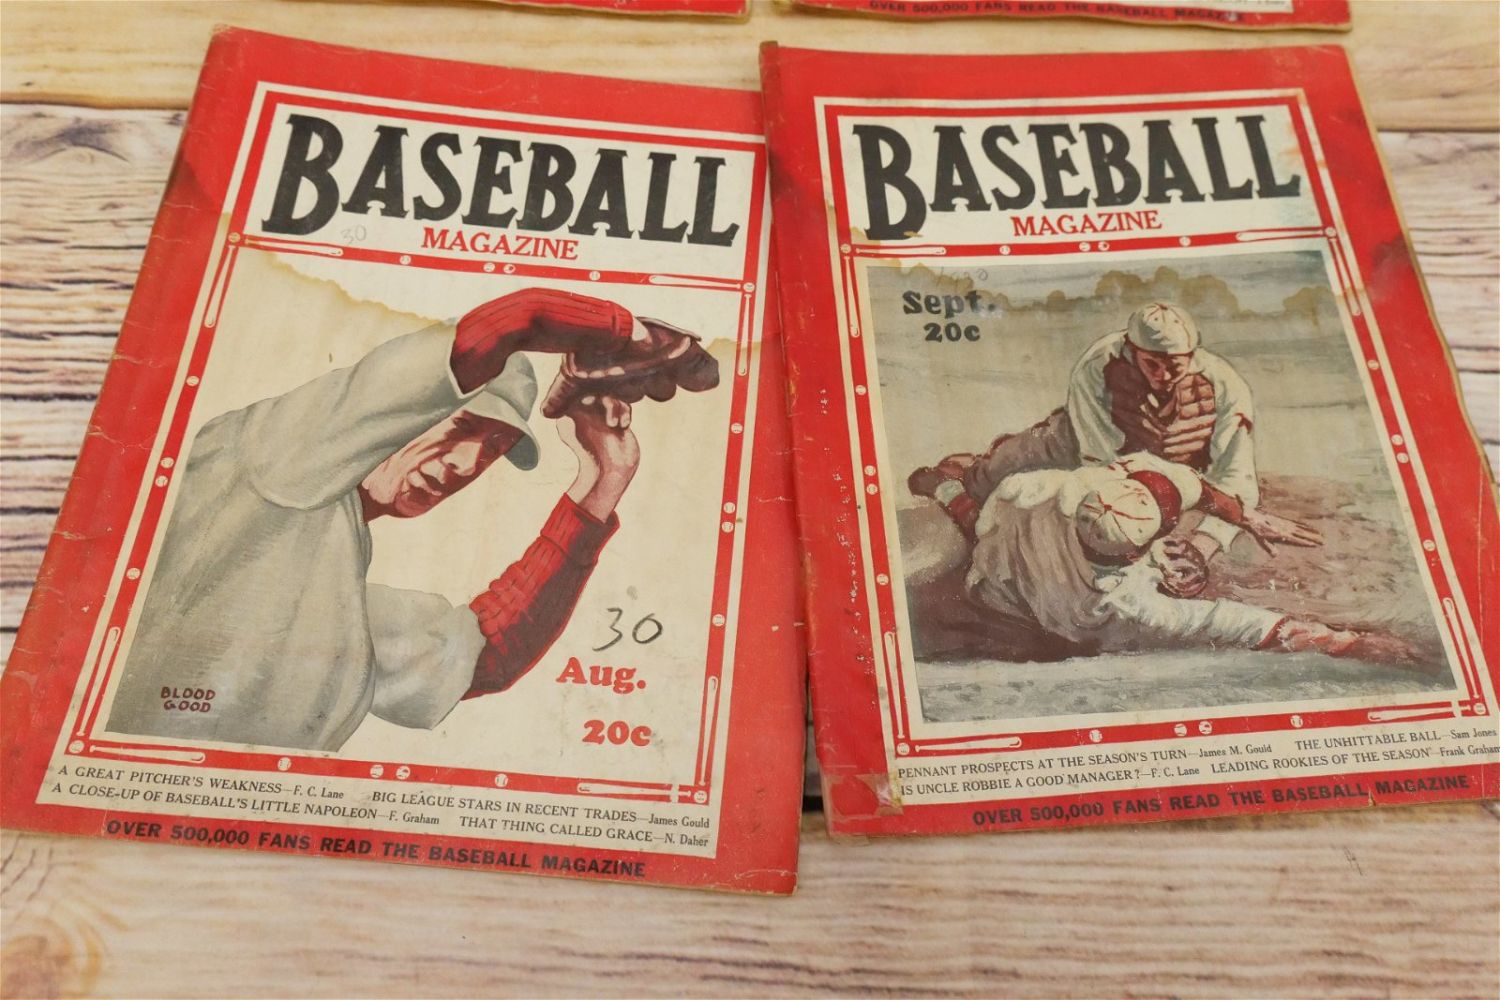 OVER 500,000 FANS READ THE BASEBALL MAGAZINE
BASEBALL
MAGAZINE
30
30
Aug.
20c
BLOOD
GOOD
A GREAT PITCHER'S WEAKNESS—F. C. Lane BIG LEAGUE STARS IN RECENT TRADES—James Gould
A CLOSE-UP OF BASEBALL'S LITTLE NAPOLEON—F. Graham THAT THING CALLED GRACE—N. Daher
OVER 500,000 FANS READ THE BASEBALL MAGAZINE
BASEBALL
MAGAZINE
1930
Sept.
20c
PENNANT PROSPECTS AT THE SEASON'S TURN—James M. Gould THE UNHITTABLE BALL—Sam Jones
IS UNCLE ROBBIE A GOOD MANAGER?—F. C. Lane LEADING ROOKIES OF THE SEASON—Frank Graham
OVER 500,000 FANS READ THE BASEBALL MAGAZINE